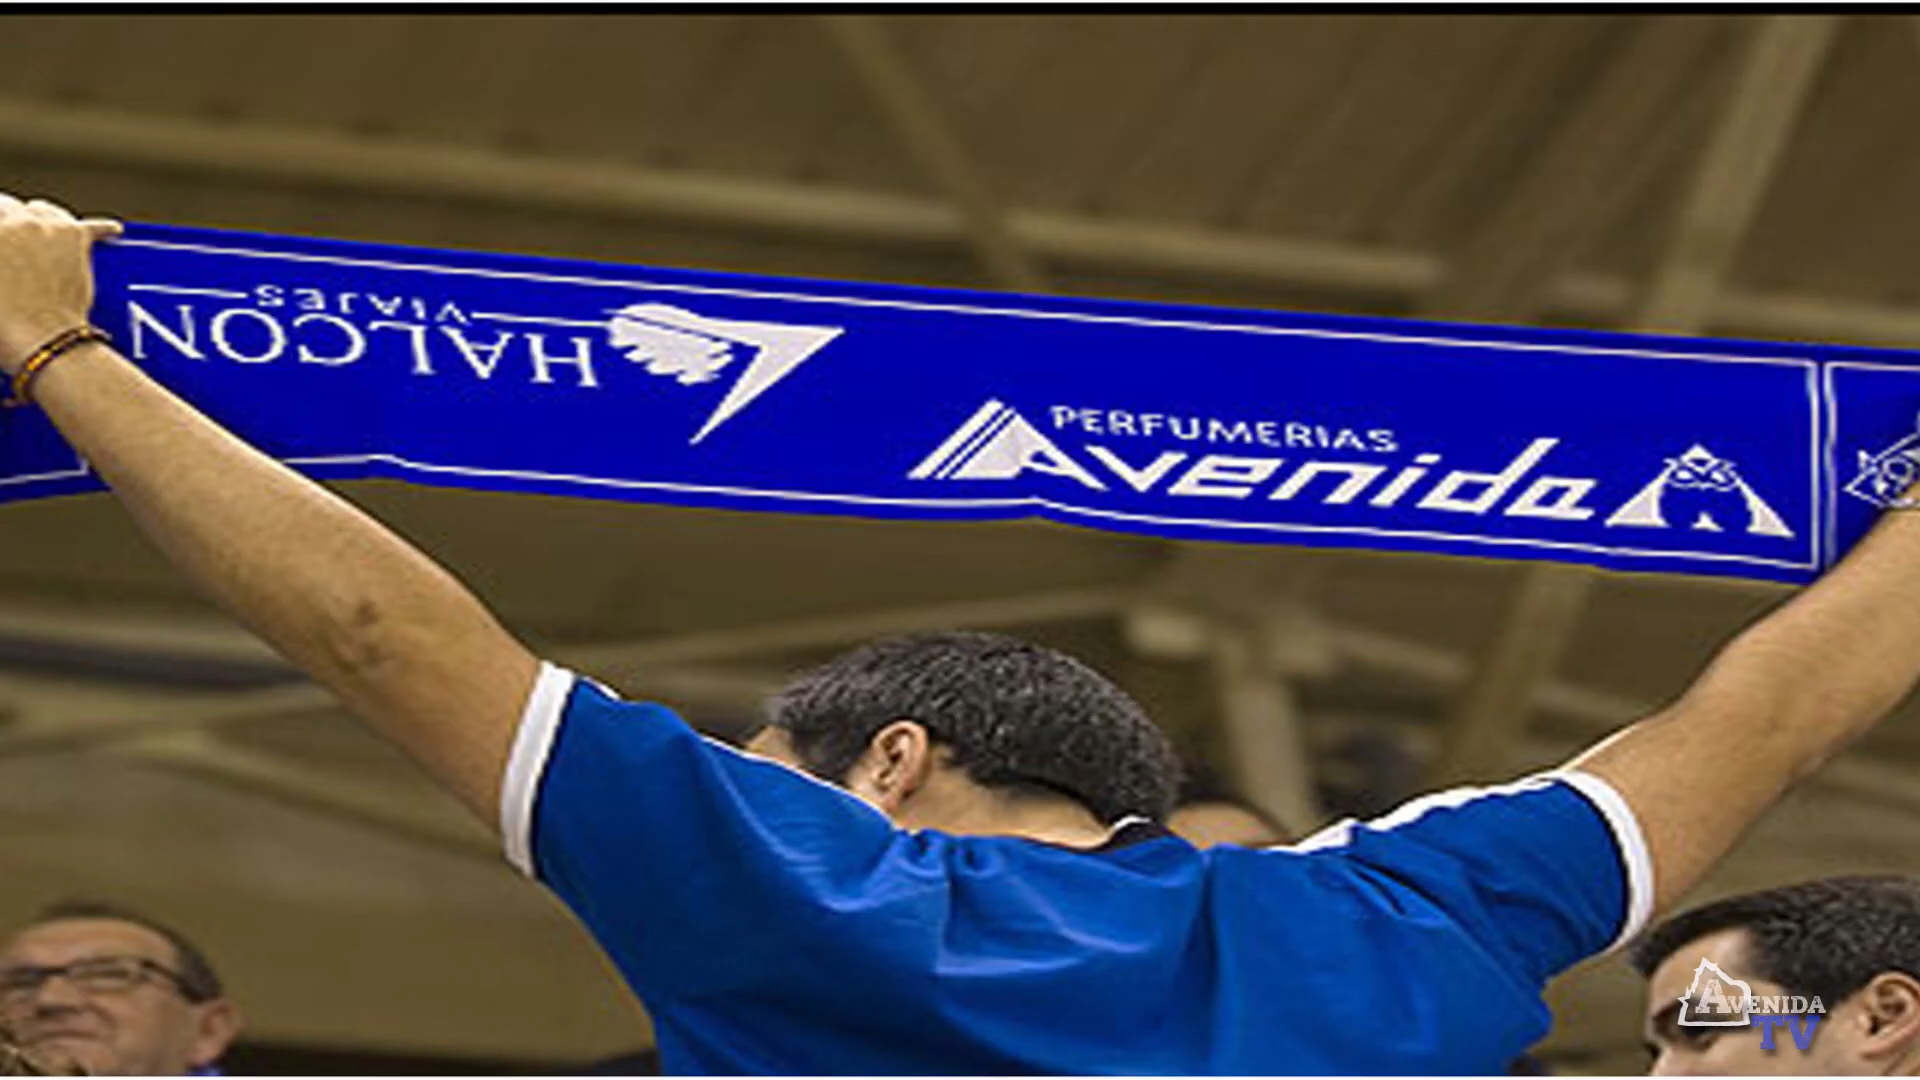 HALCON
VIAJES
PERFUMERIAS
Avenida
AVENIDA
TV